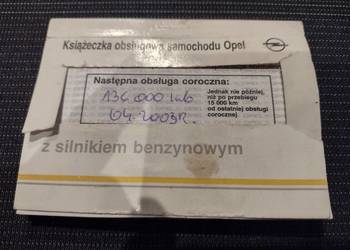 Książeczka obsługowa samochodu Opel
Następna obsługa coroczna:
136 000 lub
04.2003r.
Jednak nie później,
niż po przebiegu
15 000 km
od ostatniej obsługi
corocznej
z silnikiem benzynowym